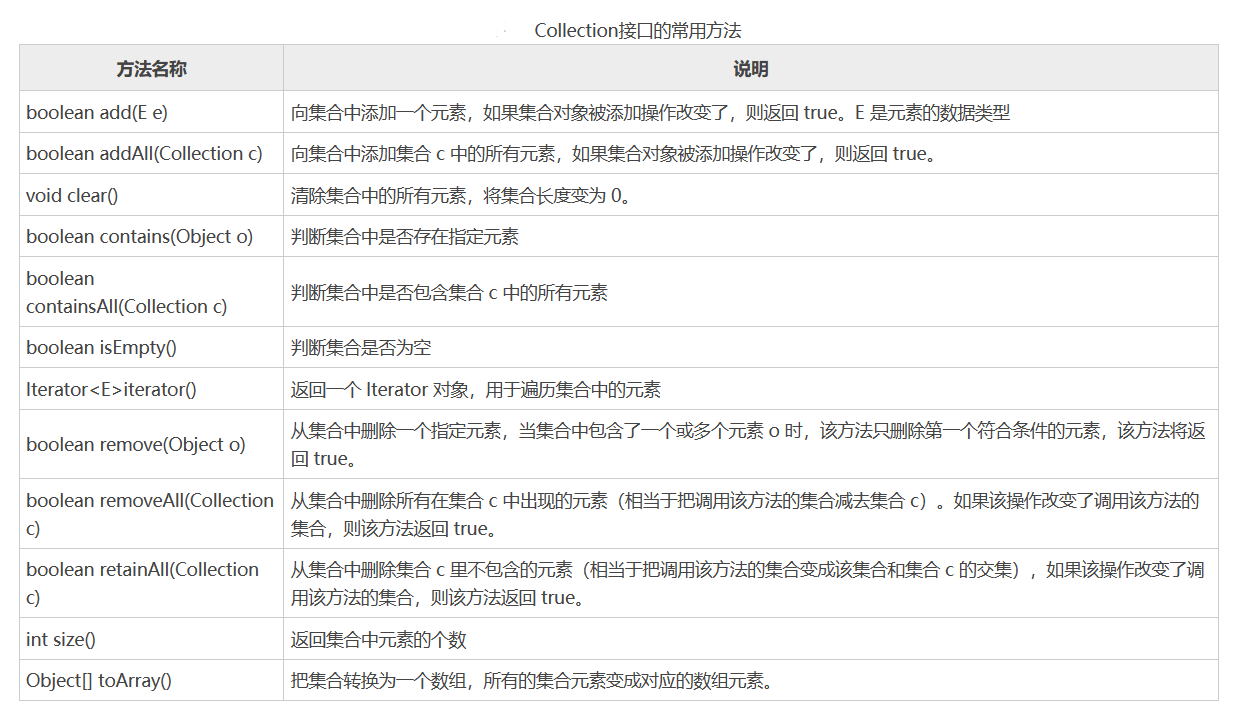 Collection接口的常用方法
方法名称 说明
boolean add(E e) 向集合中添加一个元素，如果集合对象被添加操作改变了，则返回 true。E 是元素的数据类型
boolean addAll(Collection c) 向集合中添加集合 c 中的所有元素，如果集合对象被添加操作改变了，则返回 true。
void clear() 清除集合中的所有元素，将集合长度变为 0。
boolean contains(Object o) 判断集合中是否存在指定元素
boolean
containsAll(Collection c)
判断集合中是否包含集合 c 中的所有元素
boolean isEmpty() 判断集合是否为空
Iterator<E>iterator() 返回一个 Iterator 对象，用于遍历集合中的元素
boolean remove(Object o)
从集合中删除一个指定元素，当集合中包含了一个或多个元素 o 时，该方法只删除第一个符合条件的元素，该方法将返
回 true。
boolean removeAll(Collection
c)
从集合中删除所有在集合 c 中出现的元素（相当于把调用该方法的集合减去集合 c）。如果该操作改变了调用该方法的
集合，则该方法返回 true。
boolean retainAll(Collection
c)
从集合中删除集合 c 里不包含的元素（相当于把调用该方法的集合变成该集合和集合 c 的交集），如果该操作改变了调
用该方法的集合，则该方法返回 true。
int size() 返回集合中元素的个数
Object[] toArray() 把集合转换为一个数组，所有的集合元素变成对应的数组元素。